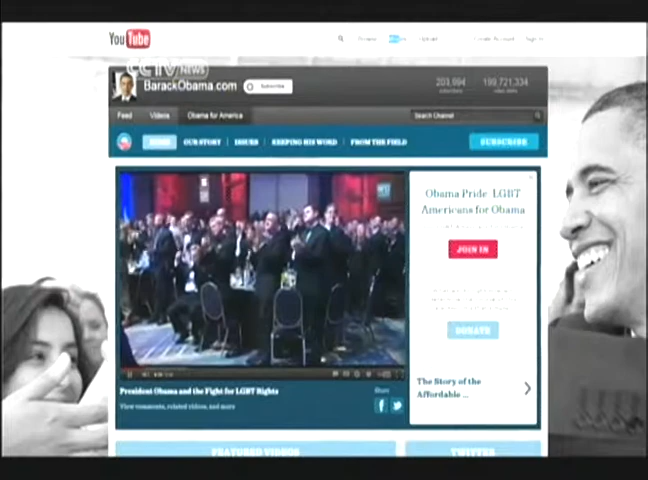 YouTube
CCTV NEWS
BarackObama.com
Subscribe
203,994
199,721,334
Feed
Videos
Obama for America
Search Channel
OUR STORY
ISSUES
KEEPING HIS WORD
FROM THE FIELD
SUBSCRIBE
Obama Pride: LGBT
Americans for Obama
JOIN IN
DONATE
The Story of the
Affordable ...
President Obama and the Fight for LGBT Rights
View comments, related videos, and more
Share
FEATURED VIDEOS
TWITTER